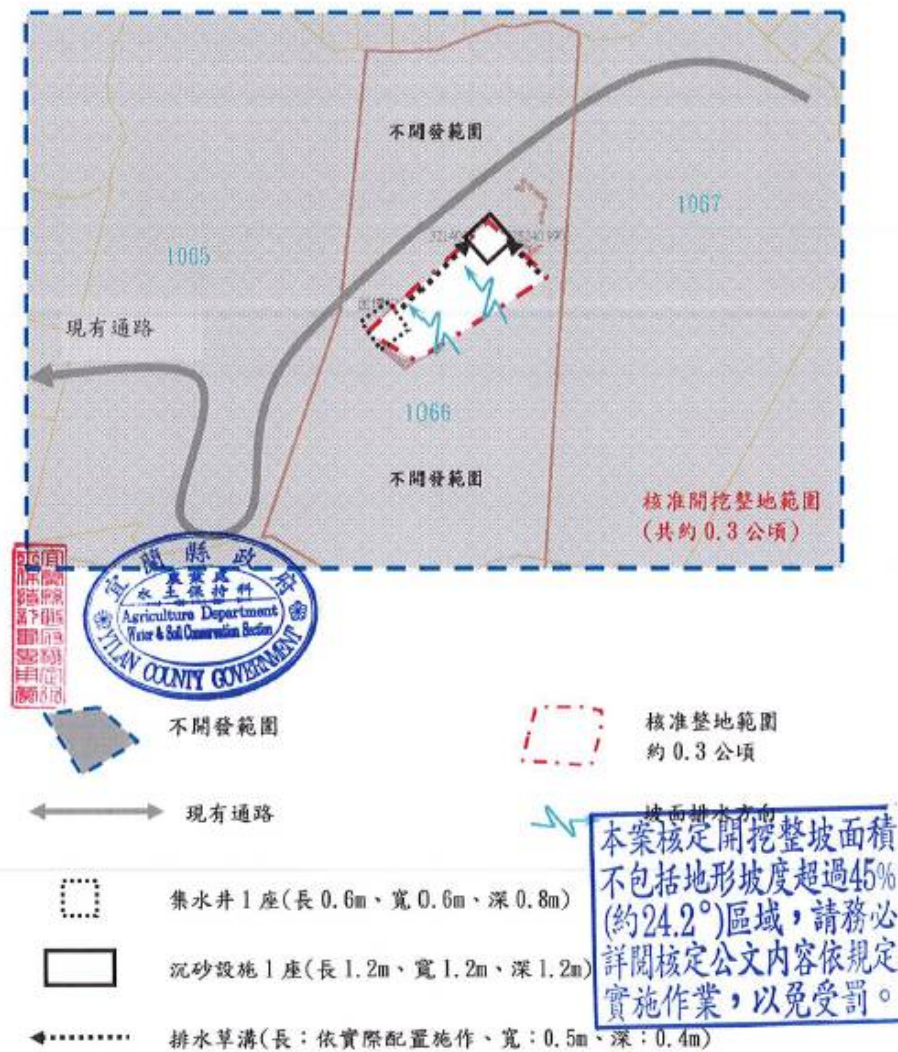 不開發範圍
1067
1065
現有通路
1066
不開發範圍
核准開挖整地範圍
(共約 0.3 公頃)
宜蘭縣政府
農業處
水土保持科
Agriculture Department
Water & Soil Conservation Section
YILAN COUNTY GOVERNMENT
不開發範圍
核准整地範圍
約 0.3 公頃
現有通路
坡面排水方向
本案核定開挖整坡面積
不包括地形坡度超過45%
(約24.2°)區域，請務必
詳閱核定公文內容依規定
實施作業，以免受罰。
集水井 1 座(長 0.6m、寬 0.6m、深 0.8m)
沉砂設施 1 座(長 1.2m、寬 1.2m、深 1.2m)
排水草溝(長：依實際配置施作、寬：0.5m、深：0.4m)